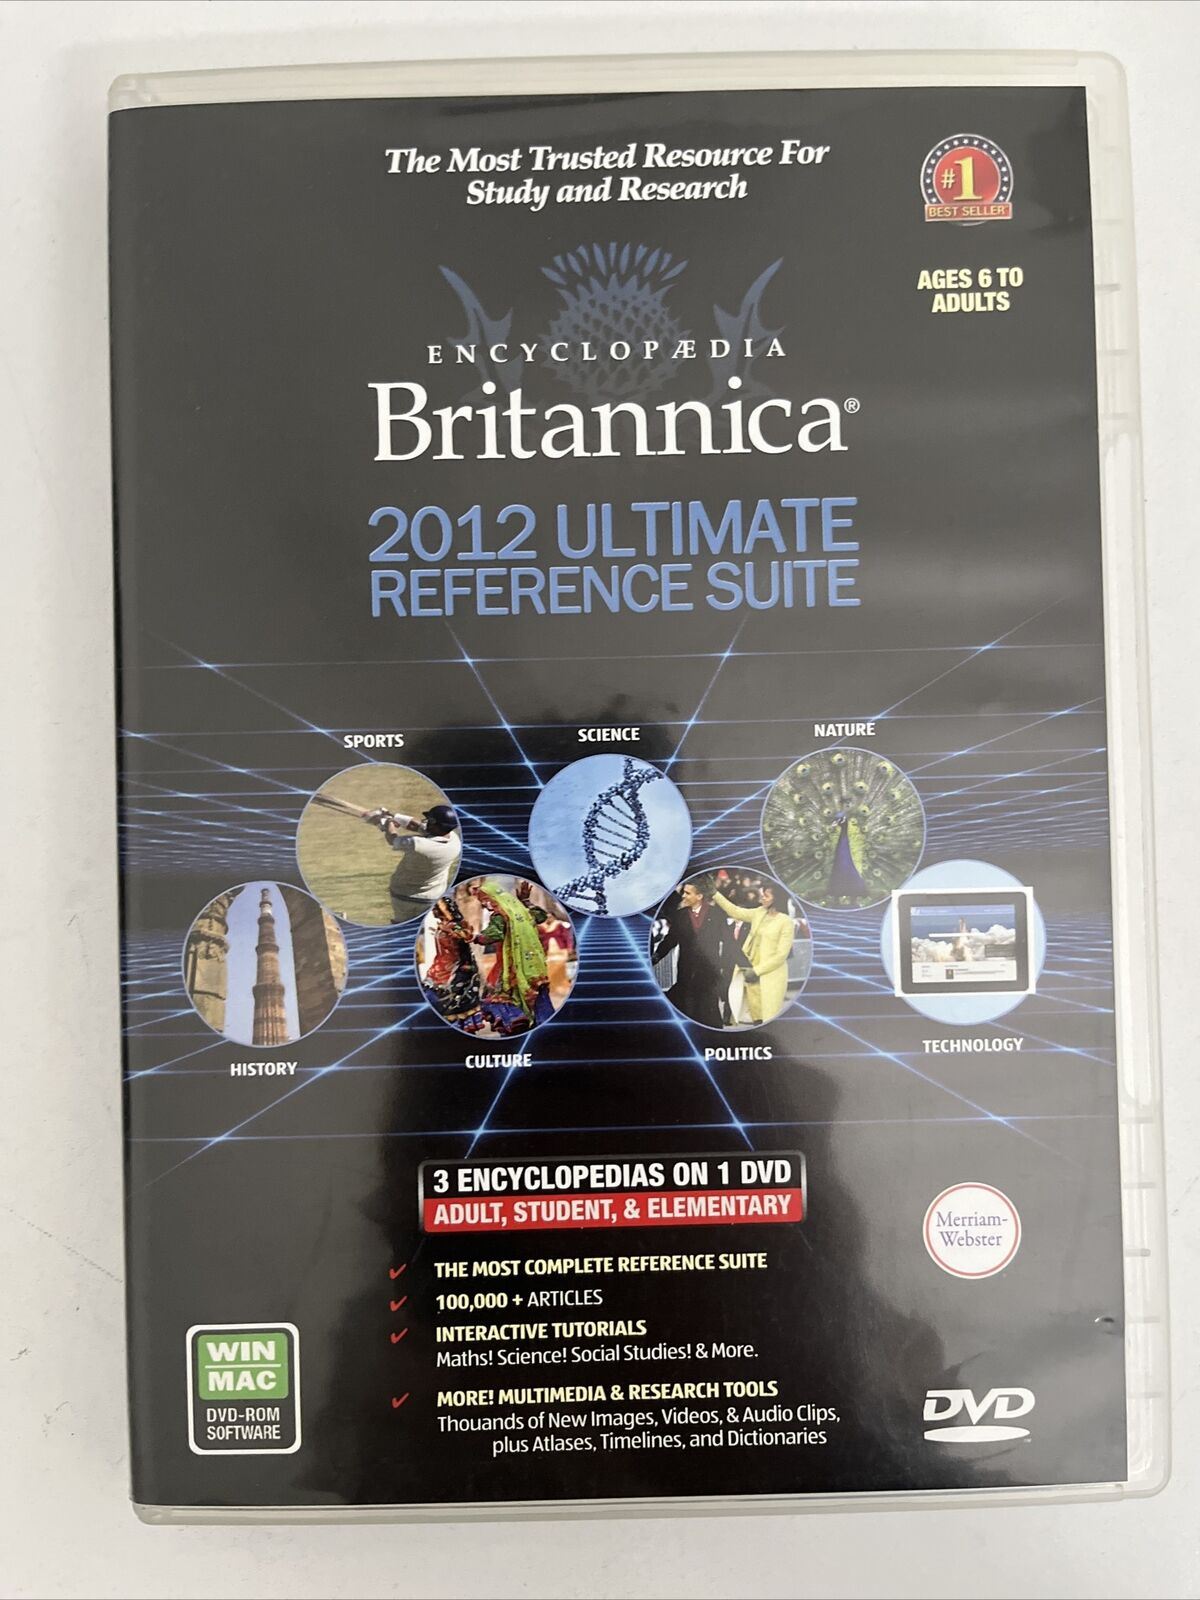 The Most Trusted Resource For
Study and Research
#1
BEST SELLER
AGES 6 TO
ADULTS
ENCYCLOPÆDIA
Britannica®
2012 ULTIMATE
REFERENCE SUITE
SPORTS
SCIENCE
NATURE
HISTORY
CULTURE
POLITICS
TECHNOLOGY
3 ENCYCLOPEDIAS ON 1 DVD
ADULT, STUDENT, & ELEMENTARY
Merriam-
Webster
THE MOST COMPLETE REFERENCE SUITE
100,000 + ARTICLES
INTERACTIVE TUTORIALS
Maths! Science! Social Studies! & More.
MORE! MULTIMEDIA & RESEARCH TOOLS
Thouands of New Images, Videos, & Audio Clips,
plus Atlases, Timelines, and Dictionaries
WIN
MAC
DVD-ROM
SOFTWARE
DVD